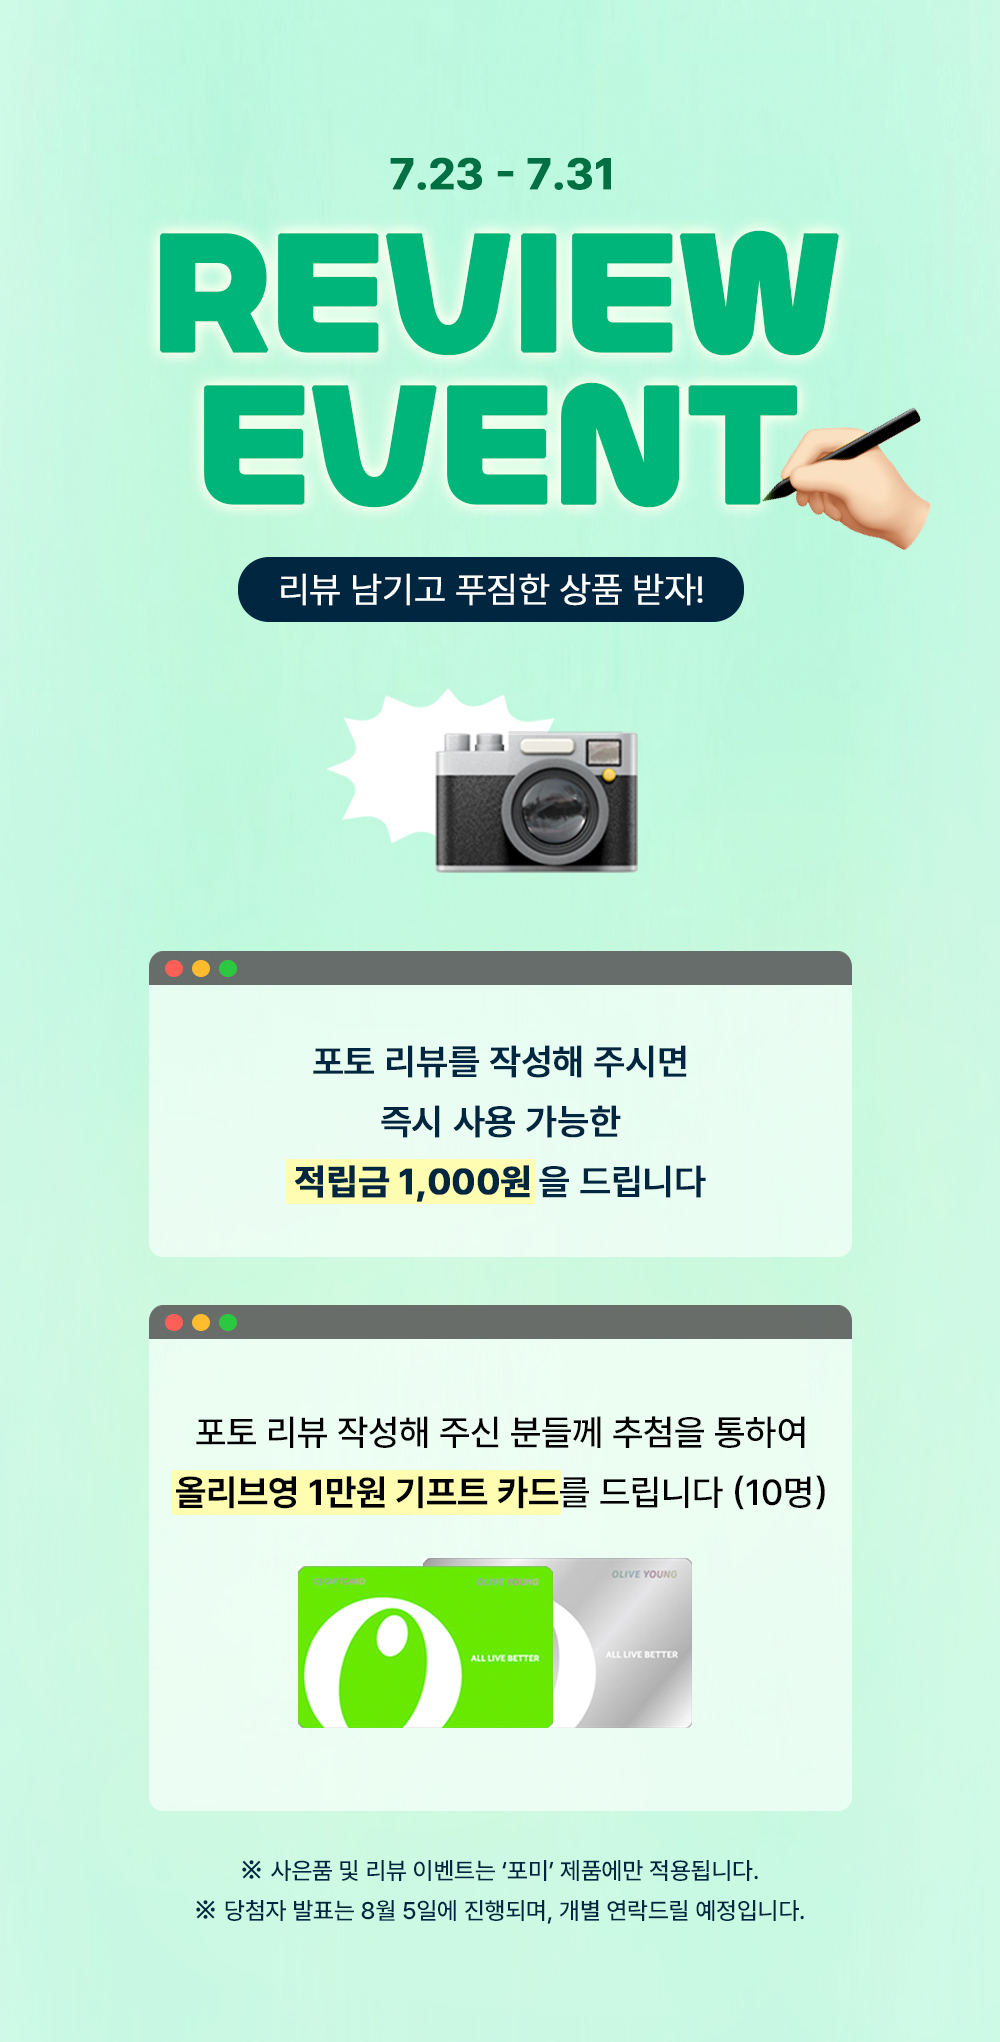 7.23 - 7.31
REVIEW
EVENT
리뷰 남기고 푸짐한 상품 받자!
포토 리뷰를 작성해 주시면
즉시 사용 가능한
적립금 1,000원을 드립니다
포토 리뷰 작성해 주신 분들께 추첨을 통하여
올리브영 1만원 기프트 카드를 드립니다 (10명)
OLIVE YOUNG
OLIVE YOUNG
ALL LIVE BETTER
ALL LIVE BETTER
※ 사은품 및 리뷰 이벤트는 ‘포미’ 제품에만 적용됩니다.
※ 당첨자 발표는 8월 5일에 진행되며, 개별 연락드릴 예정입니다.